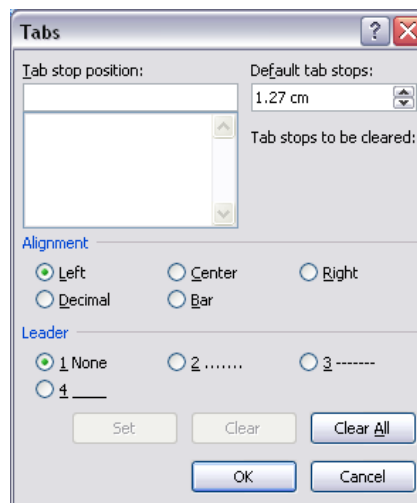 Tabs
Tab stop position: Default tab stops:
1.27 cm
Tab stops to be cleared:
Alignment
Left Center Right
Decimal Bar
Leader
1 None 2 ....... 3 -------
4 ____
Set Clear Clear All
OK Cancel